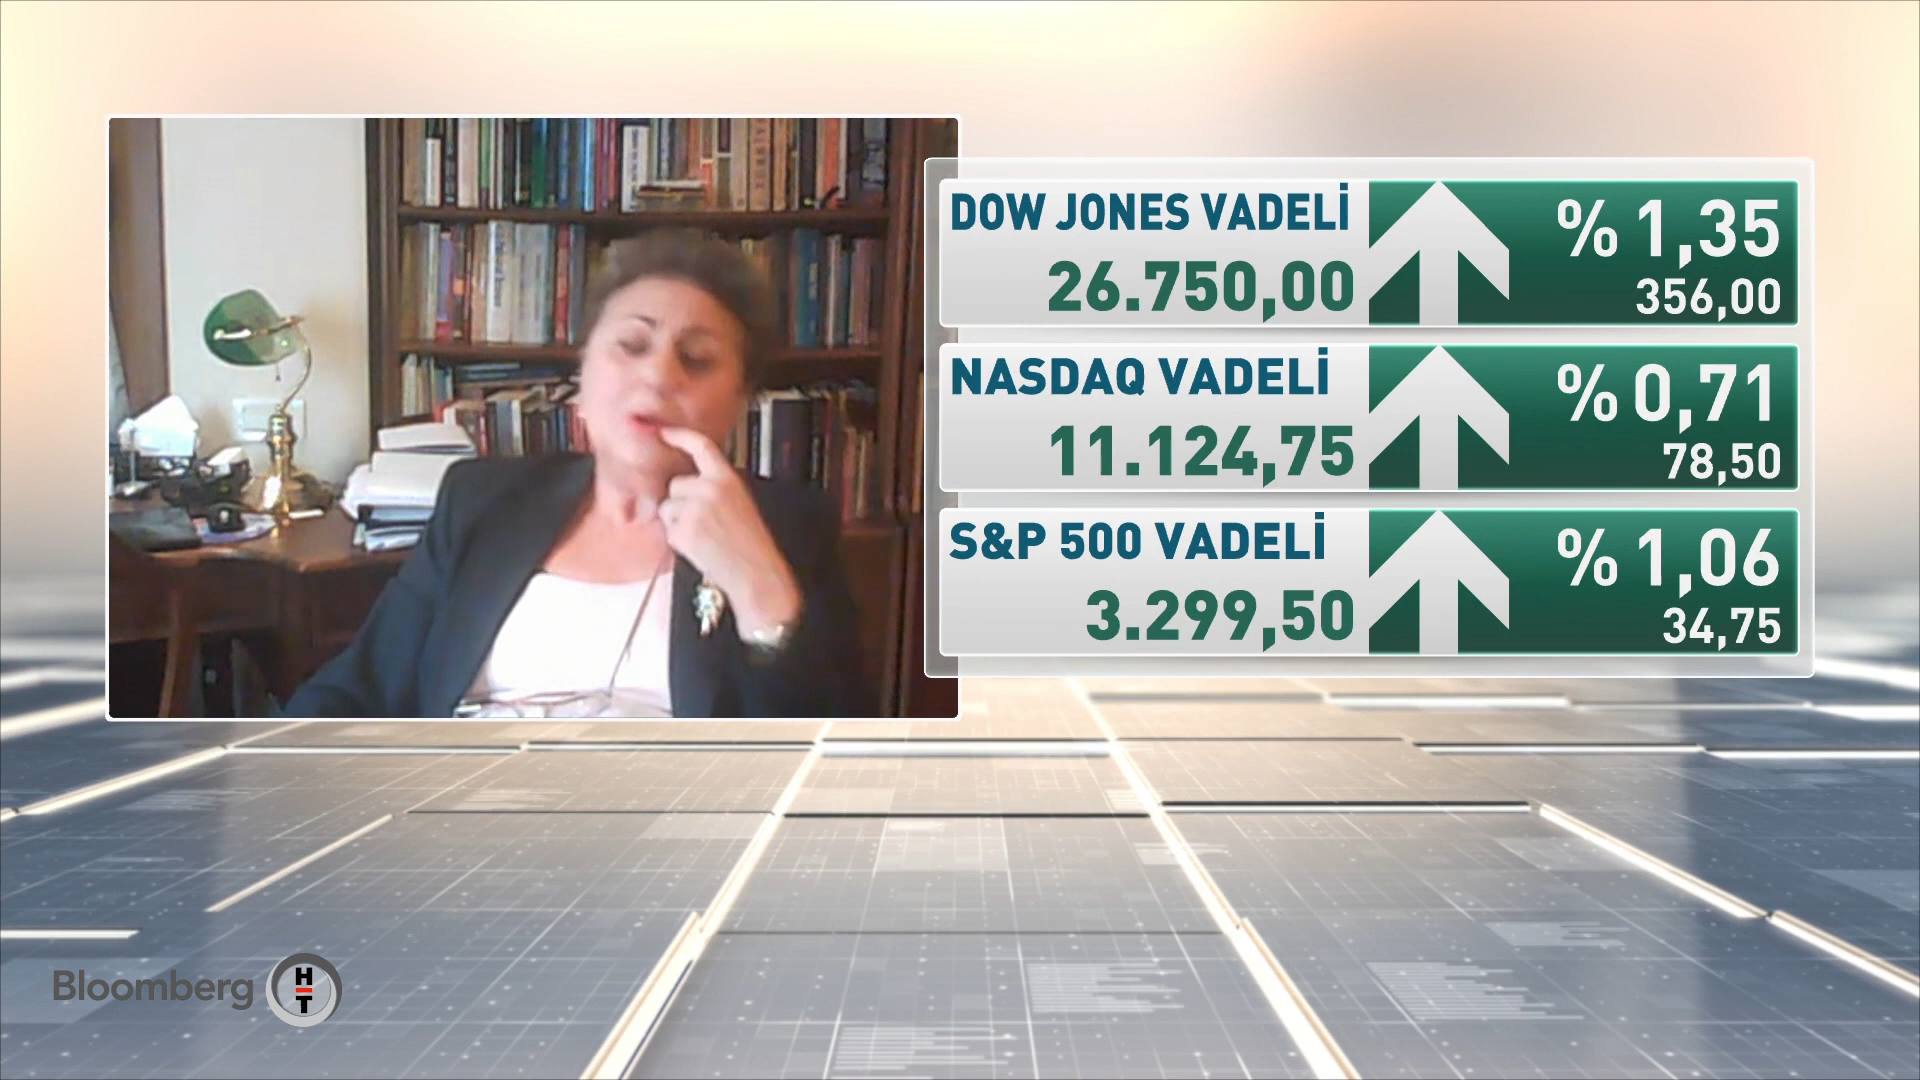 DOW JONES VADELİ
26.750,00
% 1,35
356,00
NASDAQ VADELİ
11.124,75
% 0,71
78,50
S&P 500 VADELİ
3.299,50
% 1,06
34,75
Bloomberg HT